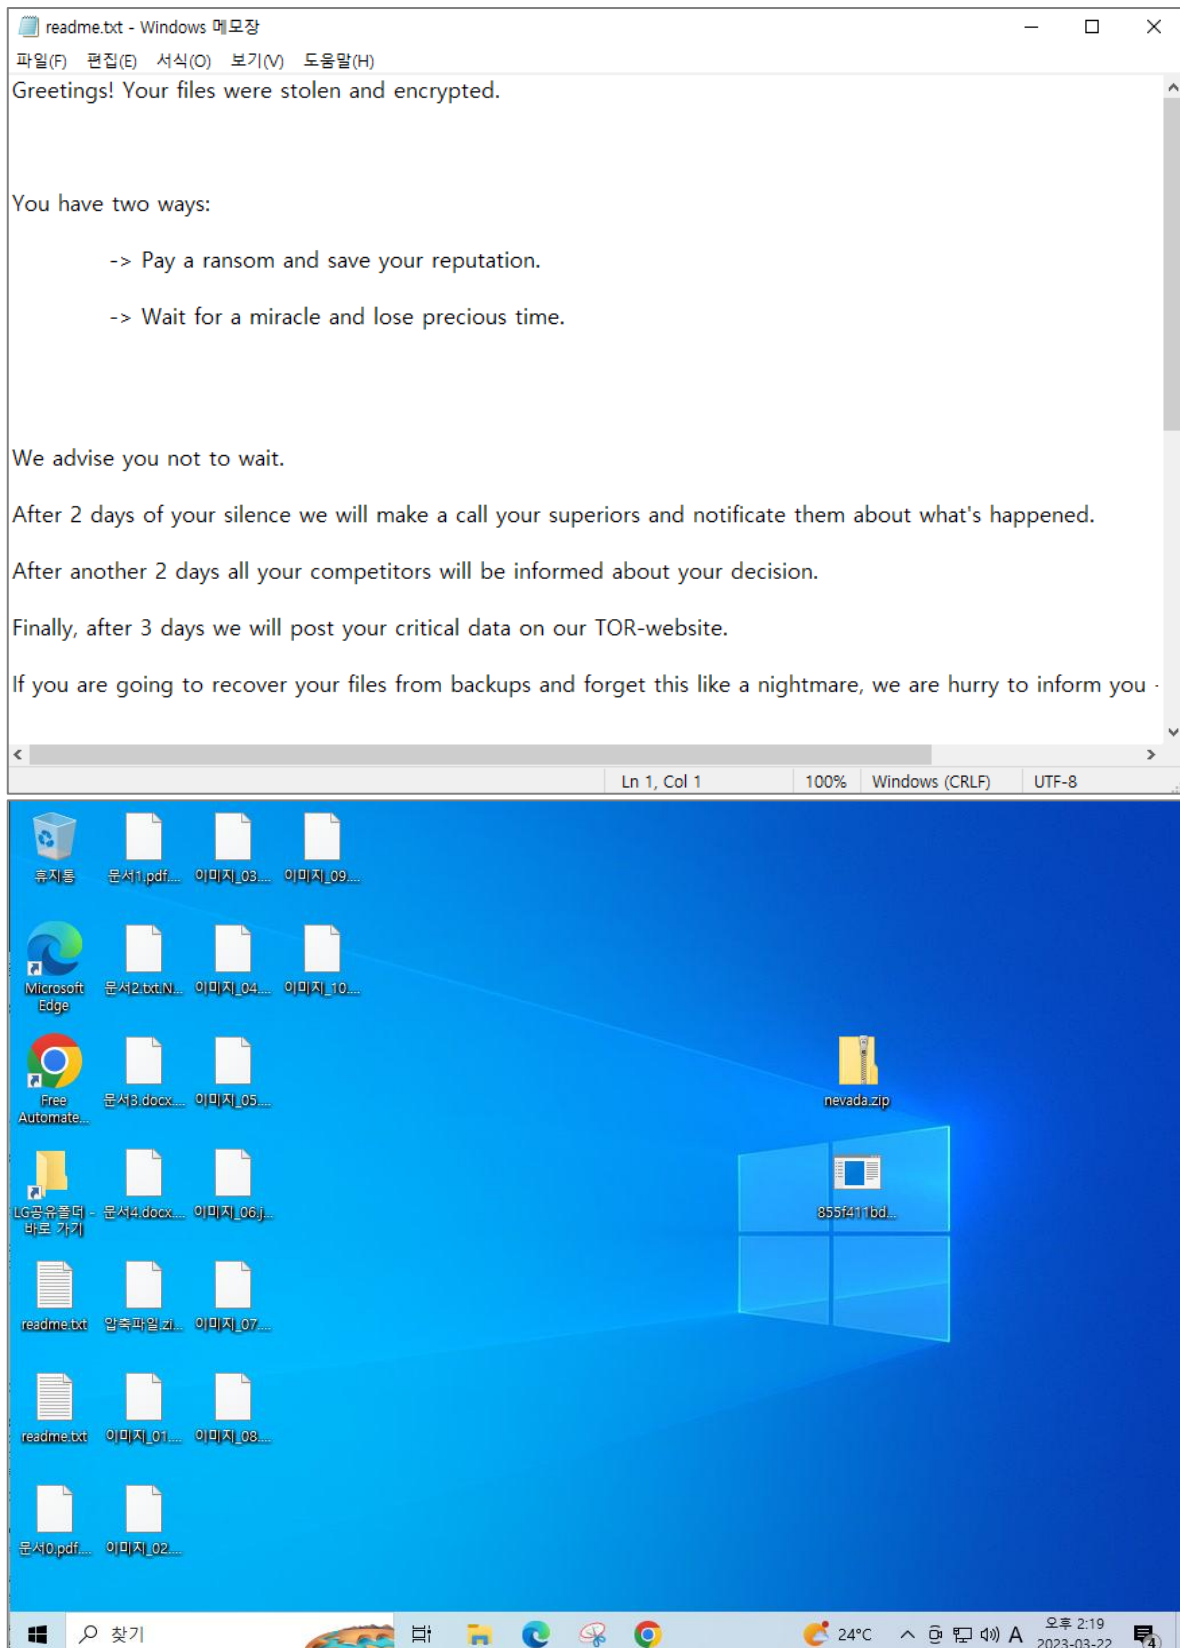 readme.txt - Windows 메모장
파일(F) 편집(E) 서식(O) 보기(V) 도움말(H)
Greetings! Your files were stolen and encrypted.
You have two ways:
-> Pay a ransom and save your reputation.
-> Wait for a miracle and lose precious time.
We advise you not to wait.
After 2 days of your silence we will make a call your superiors and notificate them about what's happened.
After another 2 days all your competitors will be informed about your decision.
Finally, after 3 days we will post your critical data on our TOR-website.
If you are going to recover your files from backups and forget this like a nightmare, we are hurry to inform you -
Ln 1, Col 1 100% Windows (CRLF) UTF-8
휴지통 문서1.pdf.... 이미지_03.... 이미지_09....
Microsoft Edge 문서2.txt.N... 이미지_04.... 이미지_10....
Free Automate... 문서3.docx.... 이미지_05....
nevada.zip
LG공유폴더 - 바로 가기 문서4.docx.... 이미지_06.j...
855f411bd...
readme.txt 압축파일.zi... 이미지_07....
readme.txt 이미지_01.... 이미지_08....
문서0.pdf.... 이미지_02....
찾기
24°C A 오후 2:19
2023-03-22
4